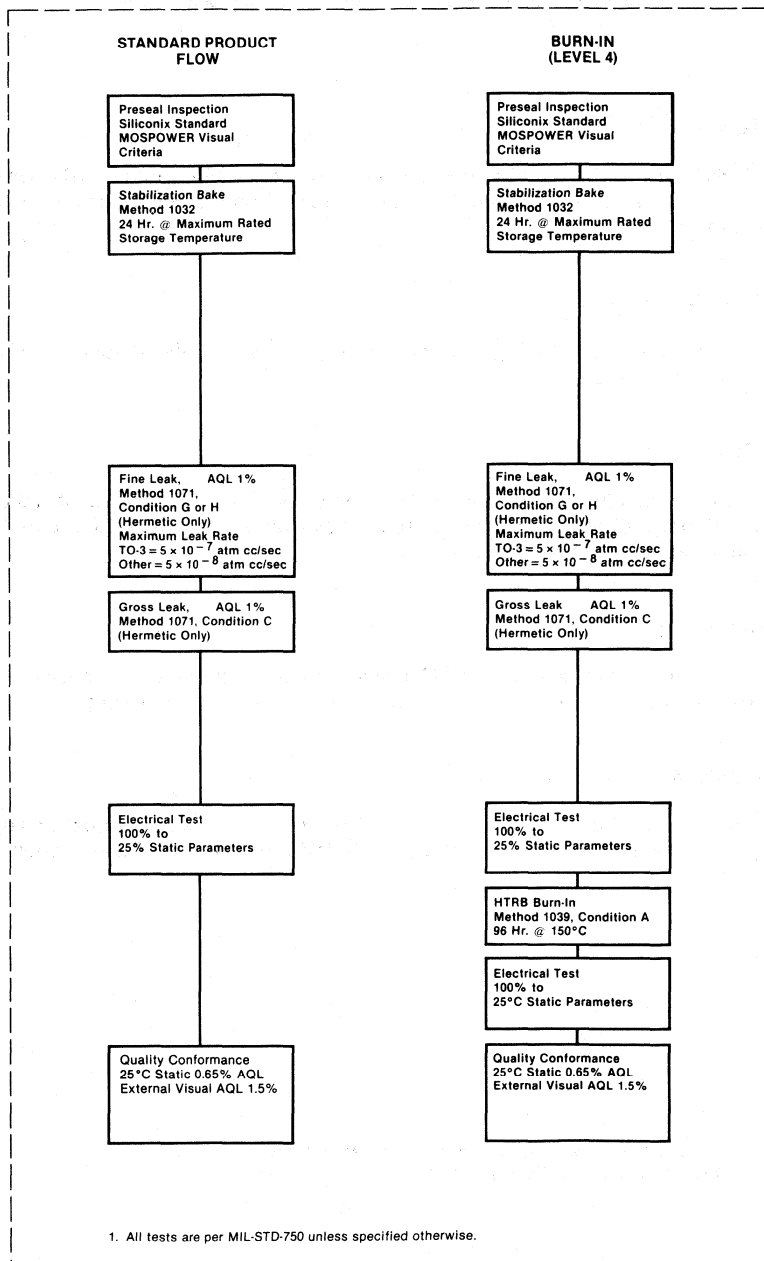 STANDARD PRODUCT
FLOW
Preseal Inspection
Siliconix Standard
MOSPOWER Visual
Criteria
Stabilization Bake
Method 1032
24 Hr. @ Maximum Rated
Storage Temperature
Fine Leak, AQL 1%
Method 1071,
Condition G or H
(Hermetic Only)
Maximum Leak Rate
TO-3 = 5 × 10⁻⁷ atm cc/sec
Other = 5 × 10⁻⁸ atm cc/sec
Gross Leak, AQL 1%
Method 1071, Condition C
(Hermetic Only)
Electrical Test
100% to
25% Static Parameters
Quality Conformance
25°C Static 0.65% AQL
External Visual AQL 1.5%
BURN-IN
(LEVEL 4)
Preseal Inspection
Siliconix Standard
MOSPOWER Visual
Criteria
Stabilization Bake
Method 1032
24 Hr. @ Maximum Rated
Storage Temperature
Fine Leak, AQL 1%
Method 1071,
Condition G or H
(Hermetic Only)
Maximum Leak Rate
TO-3 = 5 × 10⁻⁷ atm cc/sec
Other = 5 × 10⁻⁸ atm cc/sec
Gross Leak AQL 1%
Method 1071, Condition C
(Hermetic Only)
Electrical Test
100% to
25% Static Parameters
HTRB Burn-In
Method 1039, Condition A
96 Hr. @ 150°C
Electrical Test
100% to
25°C Static Parameters
Quality Conformance
25°C Static 0.65% AQL
External Visual AQL 1.5%
1. All tests are per MIL-STD-750 unless specified otherwise.